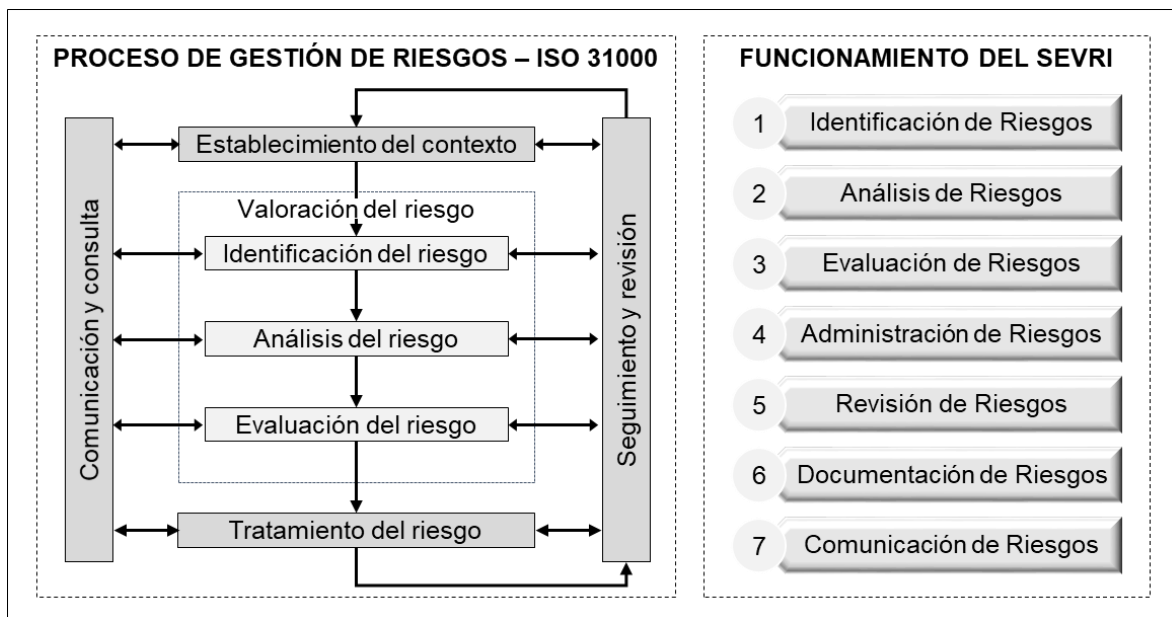 PROCESO DE GESTIÓN DE RIESGOS – ISO 31000
Comunicación y consulta
Establecimiento del contexto
Valoración del riesgo
Identificación del riesgo
Análisis del riesgo
Evaluación del riesgo
Tratamiento del riesgo
Seguimiento y revisión
FUNCIONAMIENTO DEL SEVRI
1 Identificación de Riesgos
2 Análisis de Riesgos
3 Evaluación de Riesgos
4 Administración de Riesgos
5 Revisión de Riesgos
6 Documentación de Riesgos
7 Comunicación de Riesgos